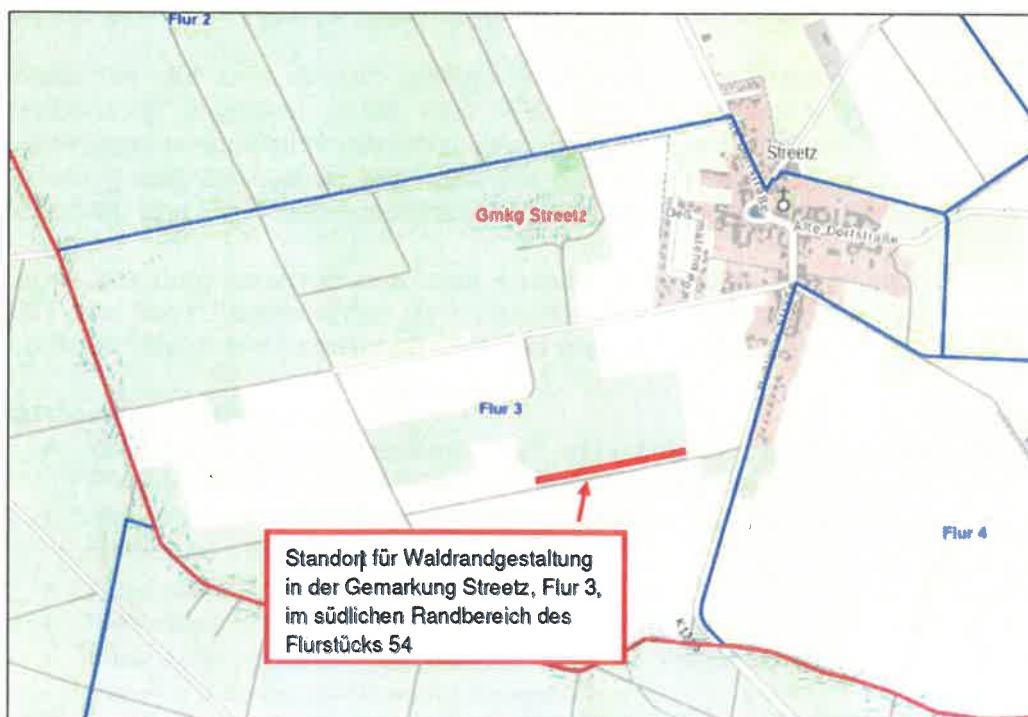 Flur 2
Streetz
Gmkg Streetz
Alte Dorfstraße
Flur 3
Flur 4
Standort für Waldrandgestaltung
in der Gemarkung Streetz, Flur 3,
im südlichen Randbereich des
Flurstücks 54